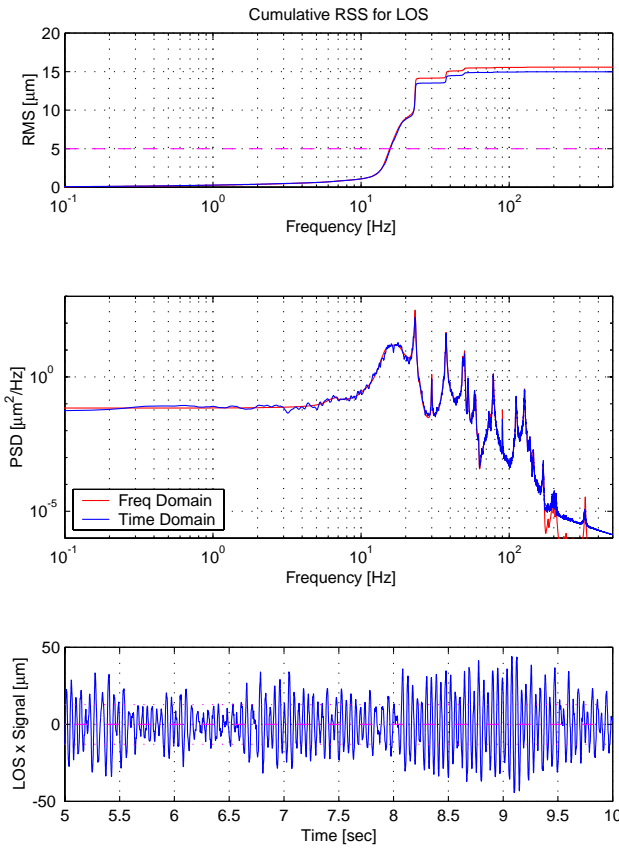 Cumulative RSS for LOS
20
15
10
5
0
RMS [μm]
10^-1 10^0 10^1 10^2
Frequency [Hz]
10^0
10^-5
PSD [μm^2/Hz]
Freq Domain
Time Domain
10^-1 10^0 10^1 10^2
Frequency [Hz]
50
0
-50
LOS x Signal [μm]
5 5.5 6 6.5 7 7.5 8 8.5 9 9.5 10
Time [sec]